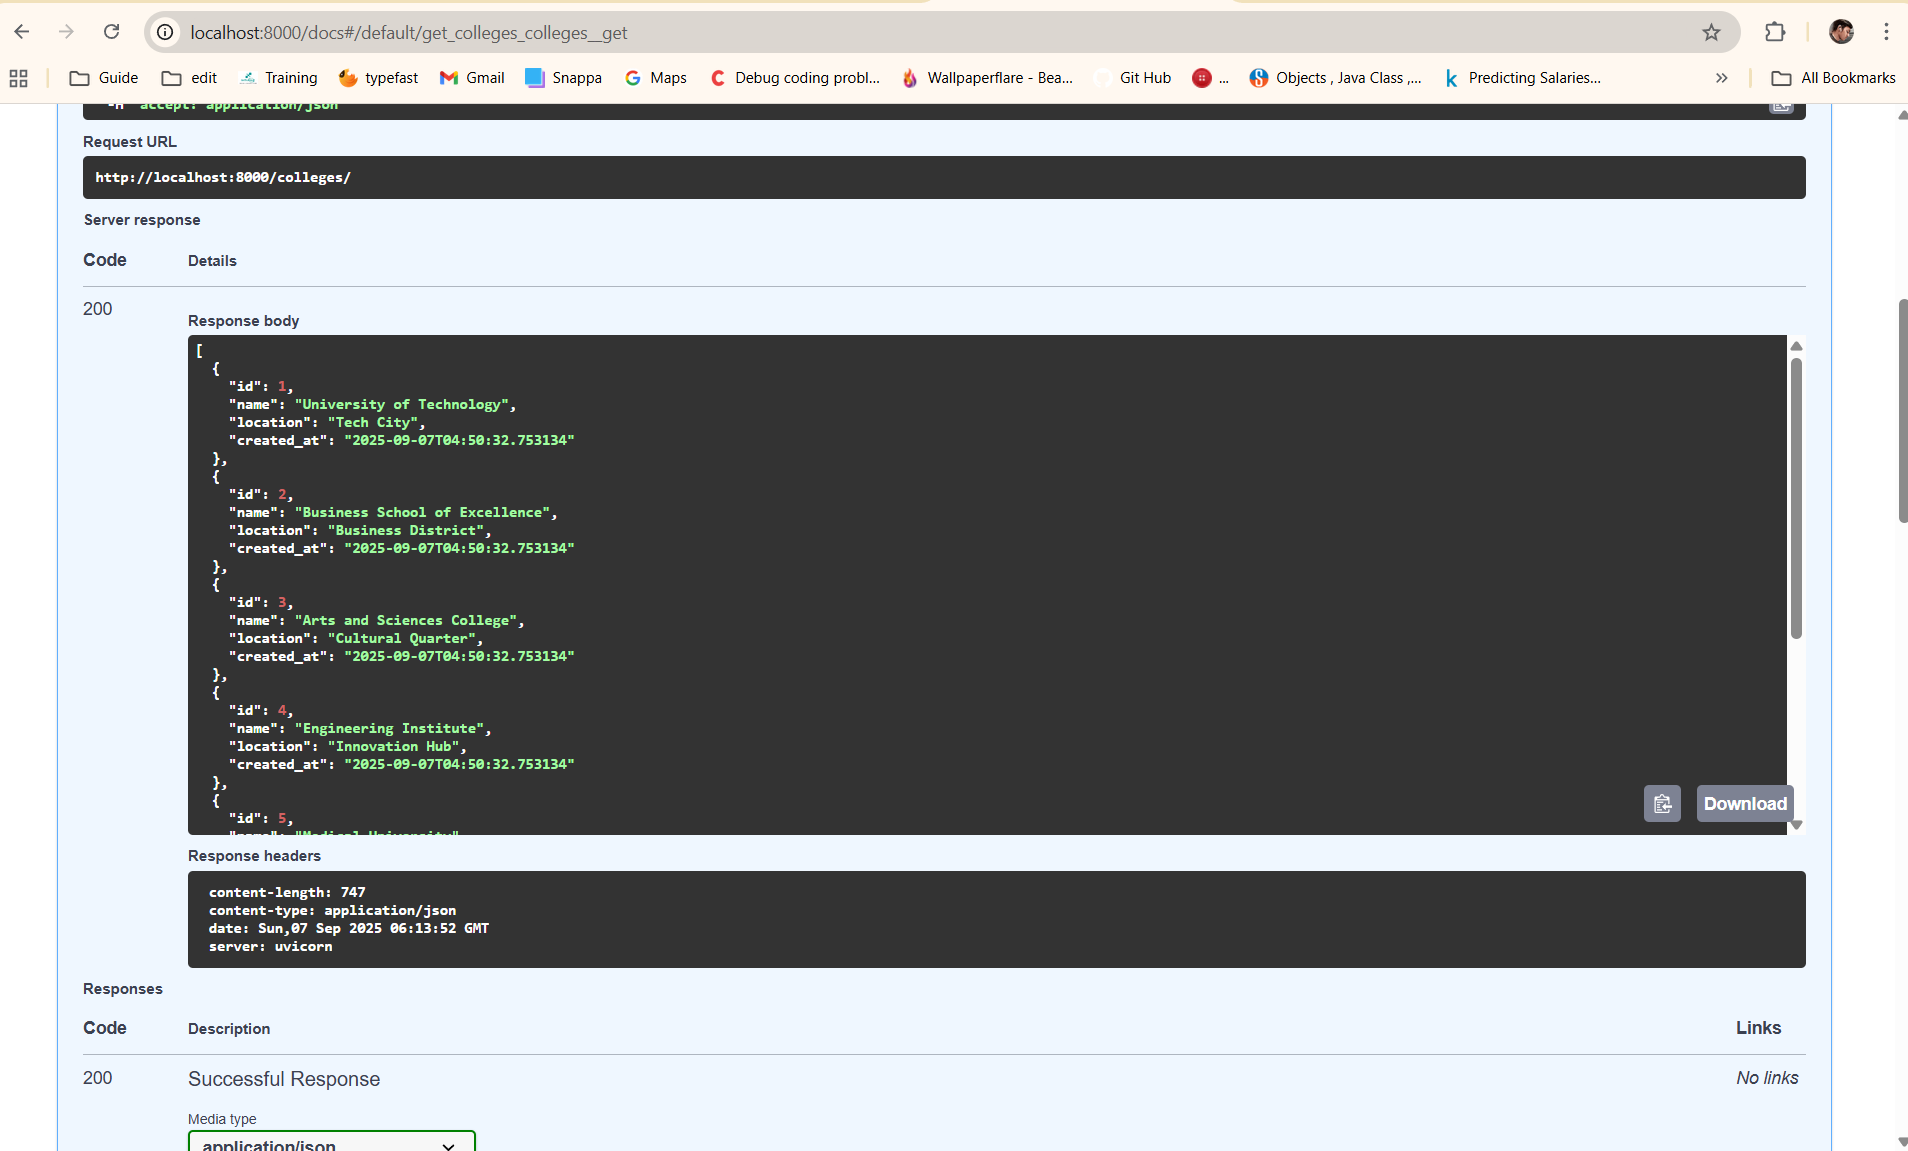 localhost:8000/docs#/default/get_colleges_colleges__get
Guide edit Training typefast Gmail Snappa Maps Debug coding probl... Wallpaperflare - Bea... Git Hub ... Objects , Java Class ,... Predicting Salaries... » All Bookmarks
-H 'accept: application/json'
Request URL
http://localhost:8000/colleges/
Server response
Code Details
200
Response body
[
{
"id": 1,
"name": "University of Technology",
"location": "Tech City",
"created_at": "2025-09-07T04:50:32.753134"
},
{
"id": 2,
"name": "Business School of Excellence",
"location": "Business District",
"created_at": "2025-09-07T04:50:32.753134"
},
{
"id": 3,
"name": "Arts and Sciences College",
"location": "Cultural Quarter",
"created_at": "2025-09-07T04:50:32.753134"
},
{
"id": 4,
"name": "Engineering Institute",
"location": "Innovation Hub",
"created_at": "2025-09-07T04:50:32.753134"
},
{
"id": 5,
"name": "Medical University"
Download
Response headers
content-length: 747
content-type: application/json
date: Sun,07 Sep 2025 06:13:52 GMT
server: uvicorn
Responses
Code Description Links
200 Successful Response No links
Media type
application/json